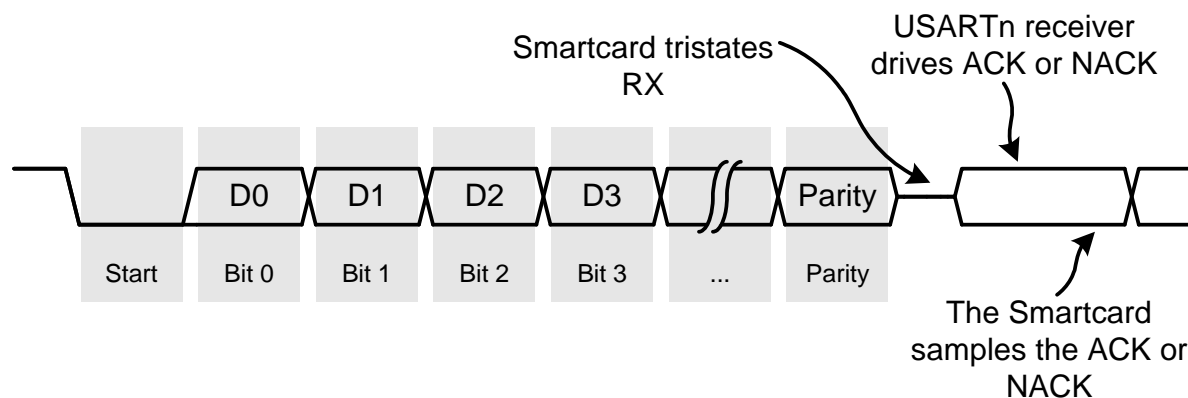 USARTn receiver
drives ACK or NACK
Smartcard tristates
RX
D0 D1 D2 D3 Parity
Start Bit 0 Bit 1 Bit 2 Bit 3 ... Parity
The Smartcard
samples the ACK or
NACK